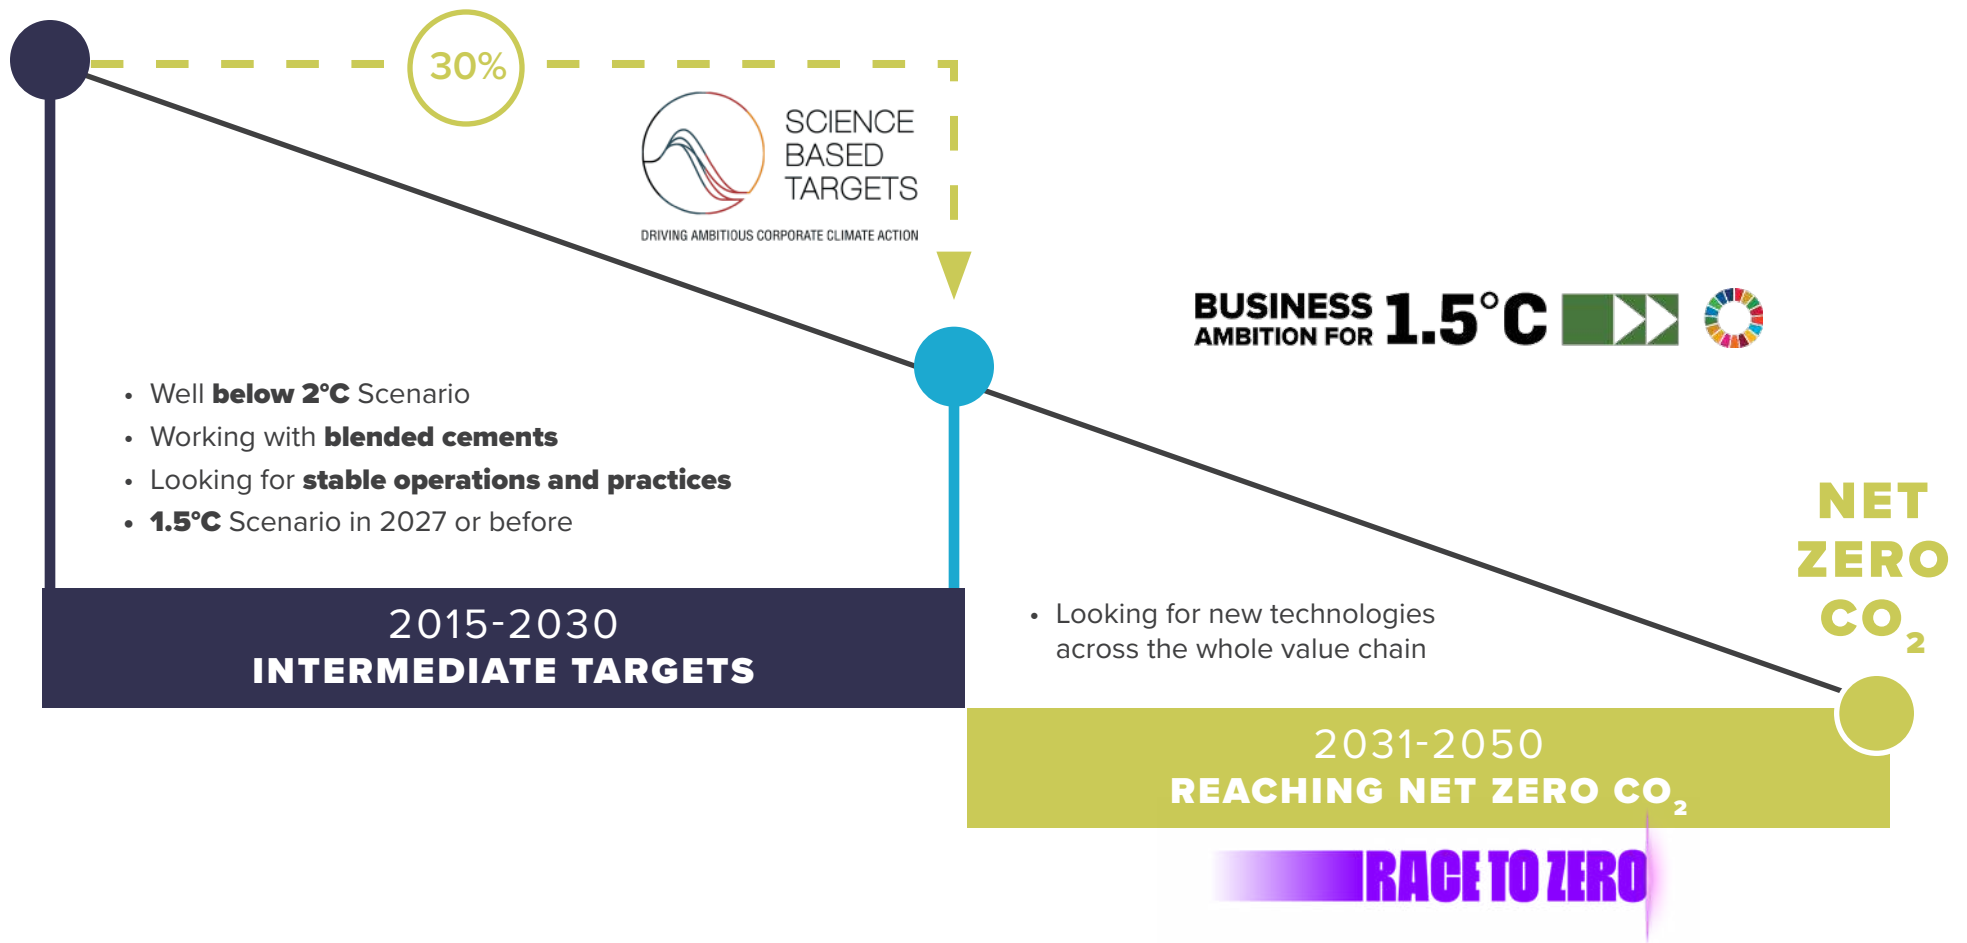 30%
SCIENCE
BASED
TARGETS
DRIVING AMBITIOUS CORPORATE CLIMATE ACTION
BUSINESS
AMBITION FOR 1.5°C
• Well below 2°C Scenario
• Working with blended cements
• Looking for stable operations and practices
• 1.5°C Scenario in 2027 or before
NET
ZERO
CO₂
2015-2030
INTERMEDIATE TARGETS
• Looking for new technologies
across the whole value chain
2031-2050
REACHING NET ZERO CO₂
RACE TO ZERO